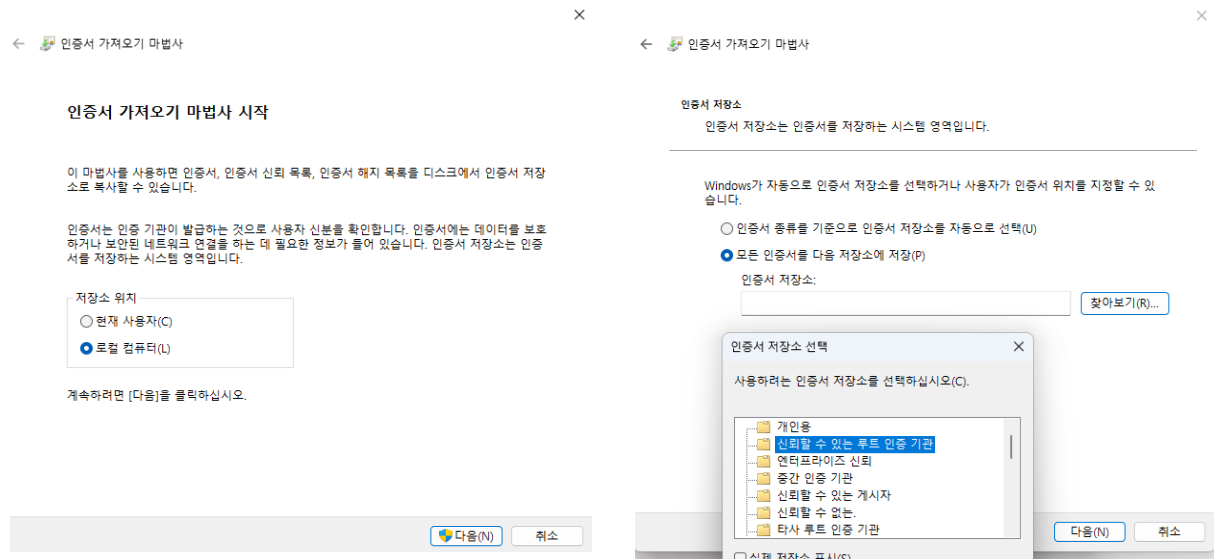 인증서 가져오기 마법사
인증서 가져오기 마법사 시작
이 마법사를 사용하면 인증서, 인증서 신뢰 목록, 인증서 해지 목록을 디스크에서 인증서 저장
소로 복사할 수 있습니다.
인증서는 인증 기관이 발급하는 것으로 사용자 신분을 확인합니다. 인증서에는 데이터를 보호
하거나 보안된 네트워크 연결을 하는 데 필요한 정보가 들어 있습니다. 인증서 저장소는 인증
서를 저장하는 시스템 영역입니다.
저장소 위치
현재 사용자(C)
로컬 컴퓨터(L)
계속하려면 [다음]을 클릭하십시오.
다음(N)
취소
인증서 가져오기 마법사
인증서 저장소
인증서 저장소는 인증서를 저장하는 시스템 영역입니다.
Windows가 자동으로 인증서 저장소를 선택하거나 사용자가 인증서 위치를 지정할 수 있
습니다.
인증서 종류를 기준으로 인증서 저장소를 자동으로 선택(U)
모든 인증서를 다음 저장소에 저장(P)
인증서 저장소:
찾아보기(R)...
인증서 저장소 선택
사용하려는 인증서 저장소를 선택하십시오(C).
개인용
신뢰할 수 있는 루트 인증 기관
엔터프라이즈 신뢰
중간 인증 기관
신뢰할 수 있는 게시자
신뢰할 수 없는.
타사 루트 인증 기관
실제 저장소 표시(S)
다음(N)
취소